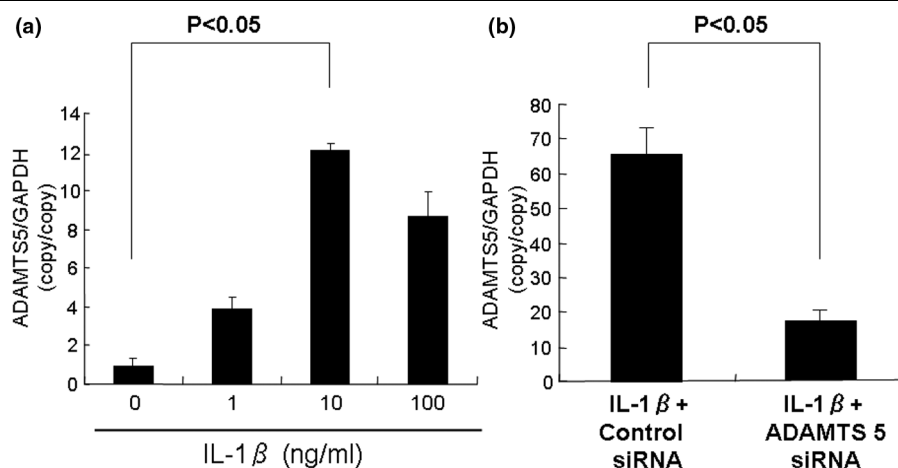 (a)
P<0.05
ADAMTS5/GAPDH
(copy/copy)
14
12
10
8
6
4
2
0
0 1 10 100
IL-1β (ng/ml)
(b)
P<0.05
ADAMTS5/GAPDH
(copy/copy)
80
70
60
50
40
30
20
10
0
IL-1β+
Control
siRNA
IL-1β+
ADAMTS 5
siRNA